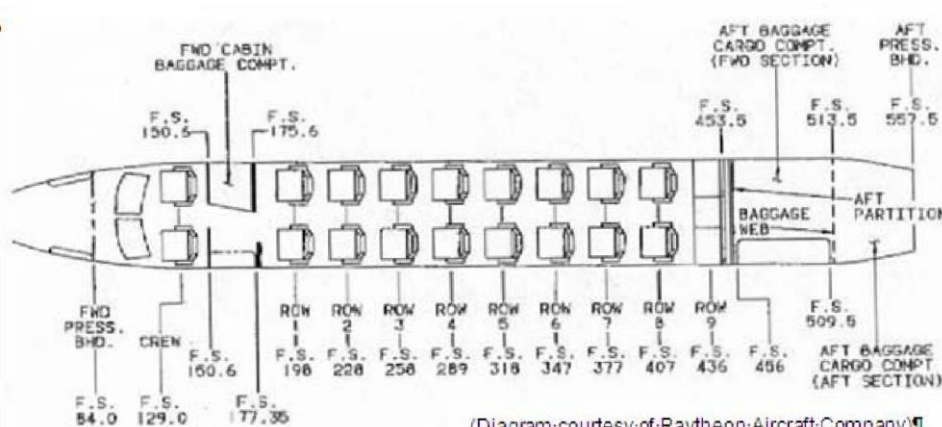 FWD CABIN
BAGGAGE COMPT.
AFT BAGGAGE
CARGO COMPT.
(FWD SECTION)
AFT
PRESS.
BHD.
F.S.
150.6
F.S.
175.6
F.S.
453.5
F.S.
513.5
F.S.
557.5
AFT
PARTITION
BAGGAGE
WEB
FWD
PRESS.
BHD.
CREW
ROW
1
ROW
2
ROW
3
ROW
4
ROW
5
ROW
6
ROW
7
ROW
8
ROW
9
F.S.
509.5
F.S.
150.6
F.S.
198
F.S.
228
F.S.
258
F.S.
289
F.S.
318
F.S.
347
F.S.
377
F.S.
407
F.S.
436
F.S.
456
AFT BAGGAGE
CARGO COMPT
(AFT SECTION)
F.S.
84.0
F.S.
129.0
F.S.
177.35
(Diagram·courtesy·of·Raytheon·Aircraft·Company)¶